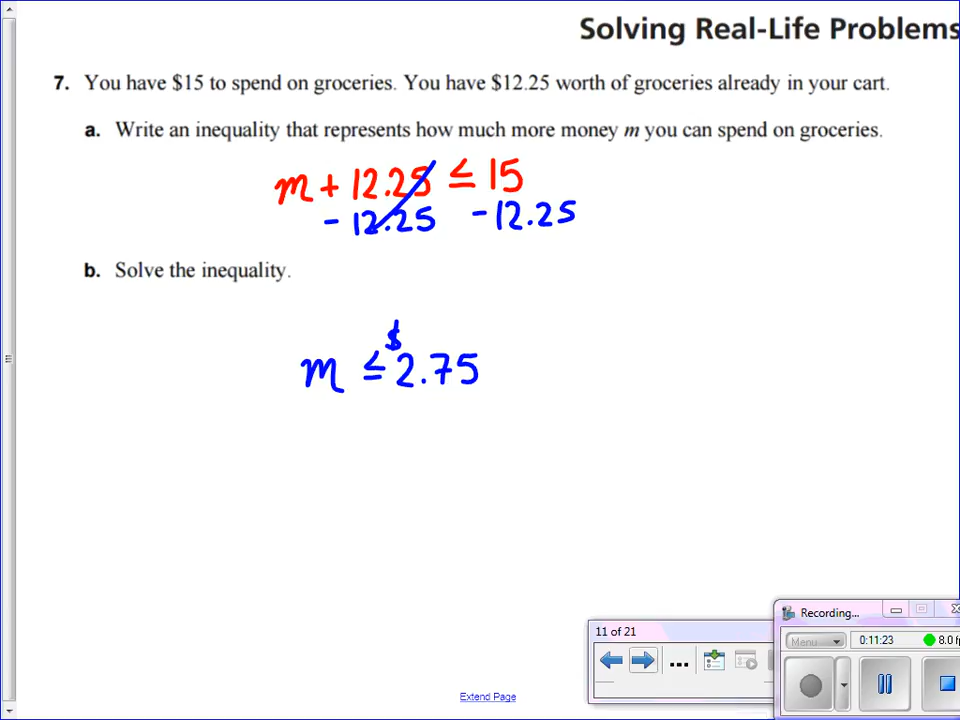 Solving Real-Life Problems
7. You have $15 to spend on groceries. You have $12.25 worth of groceries already in your cart.
a. Write an inequality that represents how much more money m you can spend on groceries.
m + 12.25 ≤ 15
- 12.25 - 12.25
b. Solve the inequality.
$
m ≤ 2.75
Recording...
11 of 21
Menu 0:11:23 8.0 fp
...
Extend Page